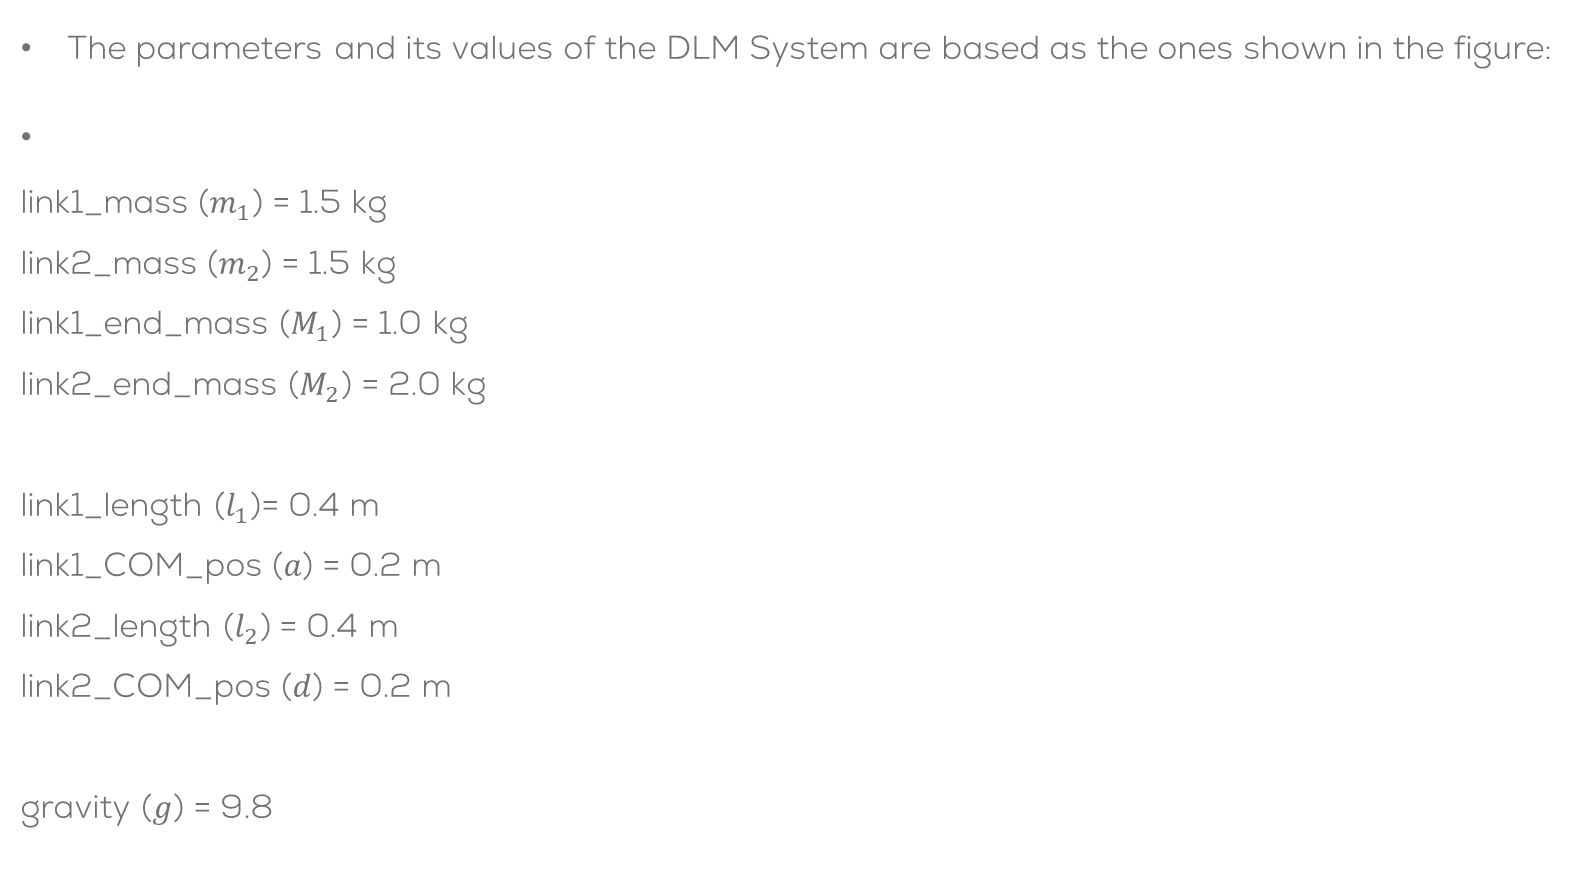 • The parameters and its values of the DLM System are based as the ones shown in the figure:
•
link1_mass (m₁) = 1.5 kg
link2_mass (m₂) = 1.5 kg
link1_end_mass (M₁) = 1.0 kg
link2_end_mass (M₂) = 2.0 kg
link1_length (l₁)= 0.4 m
link1_COM_pos (a) = 0.2 m
link2_length (l₂) = 0.4 m
link2_COM_pos (d) = 0.2 m
gravity (g) = 9.8